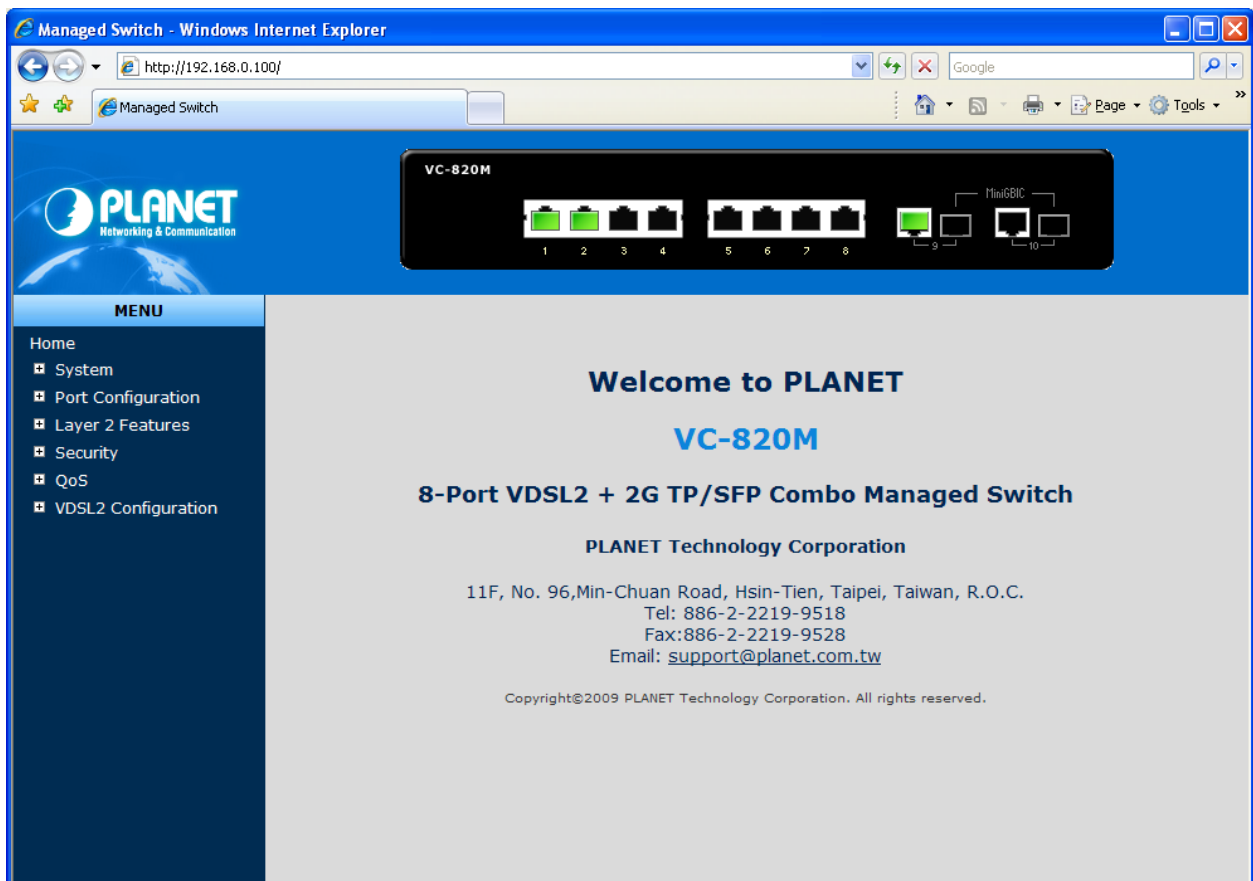 Managed Switch - Windows Internet Explorer
http://192.168.0.100/
Google
Managed Switch
Page
Tools
»
PLANET
Networking & Communication
VC-820M
MiniGBIC
1 2 3 4 5 6 7 8 9 10
MENU
Home
System
Port Configuration
Layer 2 Features
Security
QoS
VDSL2 Configuration
Welcome to PLANET
VC-820M
8-Port VDSL2 + 2G TP/SFP Combo Managed Switch
PLANET Technology Corporation
11F, No. 96,Min-Chuan Road, Hsin-Tien, Taipei, Taiwan, R.O.C.
Tel: 886-2-2219-9518
Fax:886-2-2219-9528
Email: support@planet.com.tw
Copyright©2009 PLANET Technology Corporation. All rights reserved.